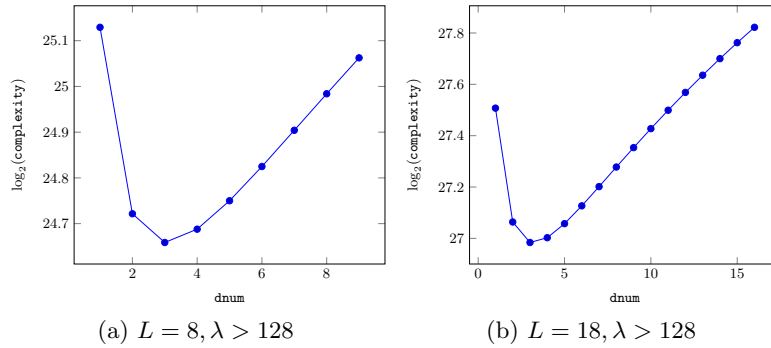 25.1
25
24.9
24.8
24.7
2 4 6 8
log₂(complexity)
dnum
(a) L = 8, λ > 128
27.8
27.6
27.4
27.2
27
0 5 10 15
log₂(complexity)
dnum
(b) L = 18, λ > 128